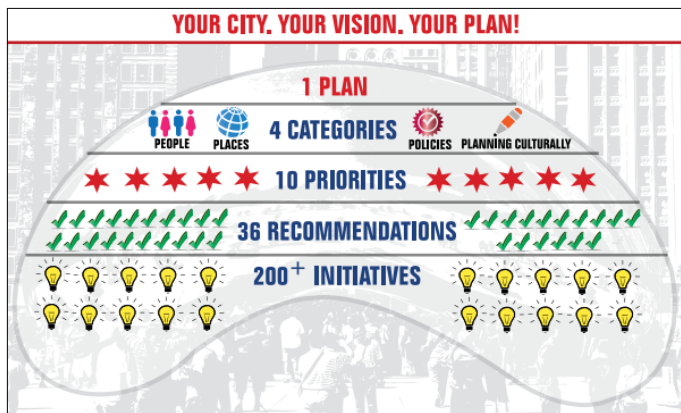 YOUR CITY. YOUR VISION. YOUR PLAN!
1 PLAN
4 CATEGORIES
PEOPLE
PLACES
POLICIES
PLANNING CULTURALLY
10 PRIORITIES
36 RECOMMENDATIONS
200+ INITIATIVES